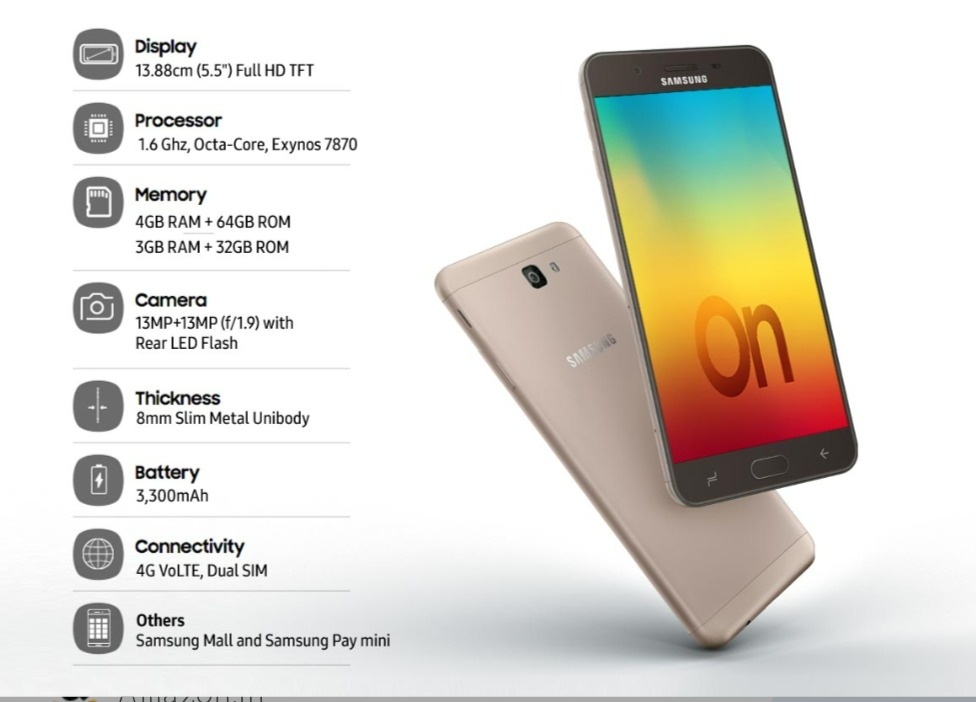 Display
13.88cm (5.5") Full HD TFT
Processor
1.6 Ghz, Octa-Core, Exynos 7870
Memory
4GB RAM + 64GB ROM
3GB RAM + 32GB ROM
Camera
13MP+13MP (f/1.9) with
Rear LED Flash
Thickness
8mm Slim Metal Unibody
Battery
3,300mAh
Connectivity
4G VoLTE, Dual SIM
Others
Samsung Mall and Samsung Pay mini
SAMSUNG
On
SAMSUNG